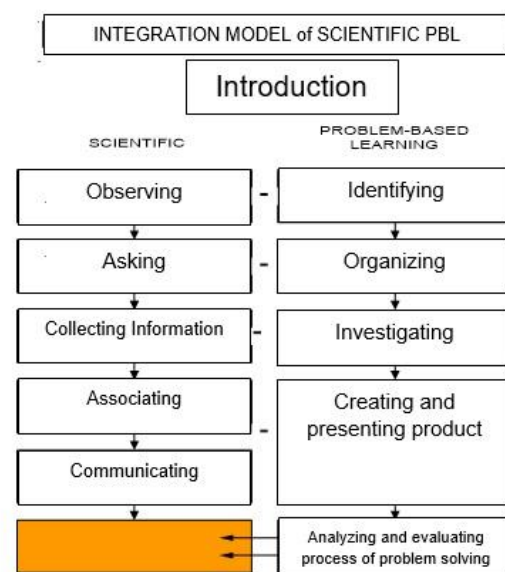 INTEGRATION MODEL of SCIENTIFIC PBL
Introduction
SCIENTIFIC
PROBLEM-BASED
LEARNING
Observing
-
Identifying
Asking
-
Organizing
Collecting Information
-
Investigating
Associating
Creating and
presenting product
-
Communicating
Analyzing and evaluating
process of problem solving